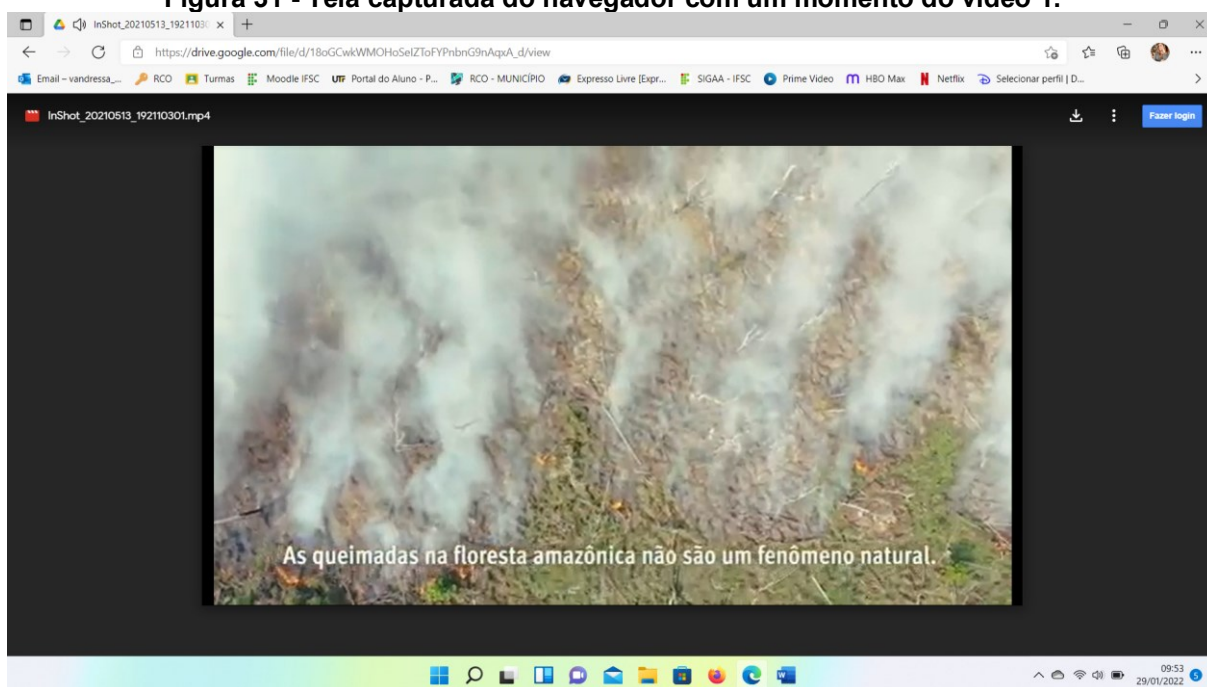 Figura 31 - Tela capturada do navegador com um momento do vídeo 1.
InShot_20210513_1921103
https://drive.google.com/file/d/18oGCwkWMOHoSelZToFYPnbnG9nAqxA_d/view
Email – vandressa_... RCO Turmas Moodle IFSC UTF Portal do Aluno - P... RCO - MUNICÍPIO Expresso Livre [Expr... SIGAA - IFSC Prime Video HBO Max Netflix Selecionar perfil | D...
InShot_20210513_192110301.mp4 Fazer login
As queimadas na floresta amazônica não são um fenômeno natural.
09:53
29/01/2022 5